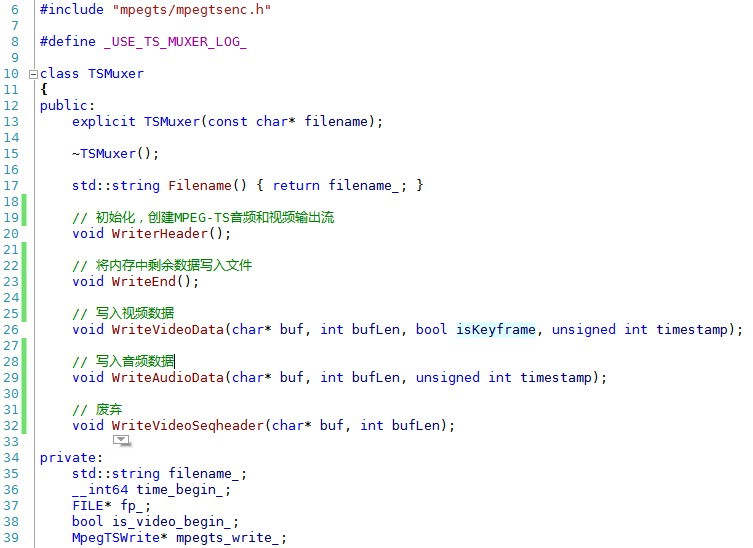 6 #include "mpegts/mpegtsenc.h"
7
8 #define _USE_TS_MUXER_LOG_
9
10 class TSMuxer
11 {
12 public:
13 explicit TSMuxer(const char* filename);
14
15 ~TSMuxer();
16
17 std::string Filename() { return filename_; }
18
19 // 初始化，创建MPEG-TS音频和视频输出流
20 void WriterHeader();
21
22 // 将内存中剩余数据写入文件
23 void WriteEnd();
24
25 // 写入视频数据
26 void WriteVideoData(char* buf, int bufLen, bool isKeyframe, unsigned int timestamp);
27
28 // 写入音频数据
29 void WriteAudioData(char* buf, int bufLen, unsigned int timestamp);
30
31 // 废弃
32 void WriteVideoSeqheader(char* buf, int bufLen);
33
34 private:
35 std::string filename_;
36 __int64 time_begin_;
37 FILE* fp_;
38 bool is_video_begin_;
39 MpegTSWrite* mpegts_write_;